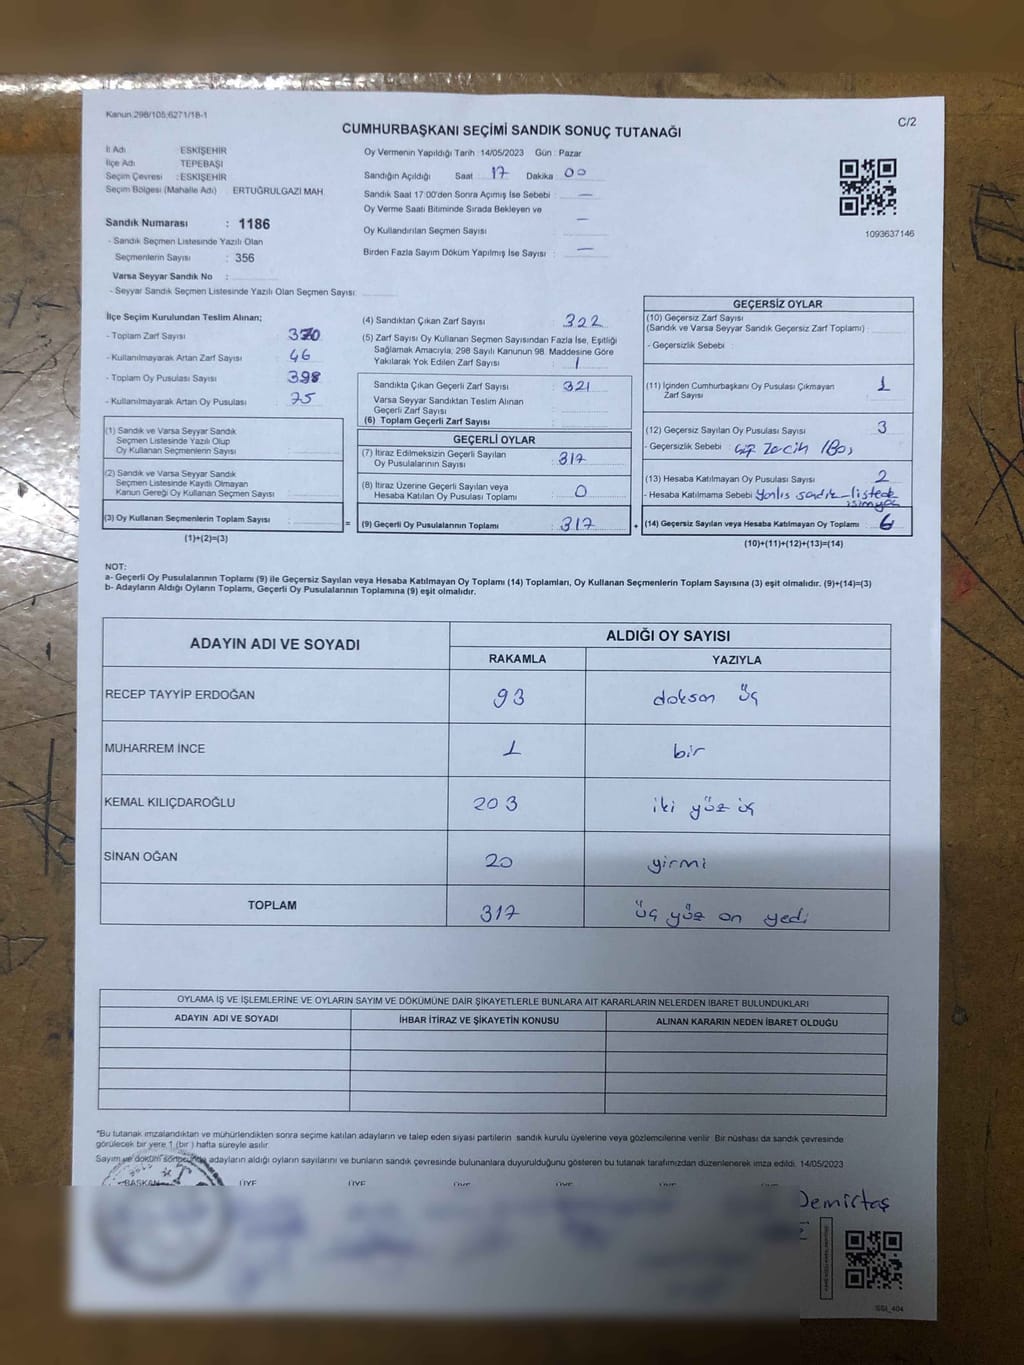 Kanun:298/105;6271/18-1
C/2
CUMHURBAŞKANI SEÇİMİ SANDIK SONUÇ TUTANAĞI
İl Adı : ESKİŞEHİR
İlçe Adı : TEPEBAŞI
Seçim Çevresi : ESKİŞEHİR
Seçim Bölgesi (Mahalle Adı) : ERTUĞRULGAZİ MAH.
Sandık Numarası : 1186
- Sandık Seçmen Listesinde Yazılı Olan
Seçmenlerin Sayısı : 356
Varsa Seyyar Sandık No :
- Seyyar Sandık Seçmen Listesinde Yazılı Olan Seçmen Sayısı:
Oy Vermenin Yapıldığı Tarih : 14/05/2023 Gün : Pazar
Sandığın Açıldığı Saat : 17 Dakika : 00
Sandık Saat 17:00'den Sonra Açımış İse Sebebi : —
Oy Verme Saati Bitiminde Sırada Bekleyen ve
Oy Kullandırılan Seçmen Sayısı : —
Birden Fazla Sayım Döküm Yapılmış İse Sayısı : —
1093637146
İlçe Seçim Kurulundan Teslim Alınan;
- Toplam Zarf Sayısı : 370
- Kullanılmayarak Artan Zarf Sayısı : 46
- Toplam Oy Pusulası Sayısı : 398
- Kullanılmayarak Artan Oy Pusulası : 75
(1) Sandık ve Varsa Seyyar Sandık
Seçmen Listesinde Yazılı Olup
Oy Kullanan Seçmenlerin Sayısı :
(2) Sandık ve Varsa Seyyar Sandık
Seçmen Listesinde Kayıtlı Olmayan
Kanun Gereği Oy Kullanan Seçmen Sayısı :
(3) Oy Kullanan Seçmenlerin Toplam Sayısı :
(1)+(2)=(3)
=
(4) Sandıktan Çıkan Zarf Sayısı : 322
(5) Zarf Sayısı Oy Kullanan Seçmen Sayısından Fazla İse, Eşitliği
Sağlamak Amacıyla, 298 Sayılı Kanunun 98. Maddesine Göre
Yakılarak Yok Edilen Zarf Sayısı : 1
Sandıkta Çıkan Geçerli Zarf Sayısı : 321
Varsa Seyyar Sandıktan Teslim Alınan
Geçerli Zarf Sayısı :
(6) Toplam Geçerli Zarf Sayısı :
GEÇERLİ OYLAR
(7) İtiraz Edilmeksizin Geçerli Sayılan
Oy Pusulalarının Sayısı : 317
(8) İtiraz Üzerine Geçerli Sayılan veya
Hesaba Katılan Oy Pusulası Toplamı : 0
(9) Geçerli Oy Pusulalarının Toplamı : 317
+
GEÇERSİZ OYLAR
(10) Geçersiz Zarf Sayısı
(Sandık ve Varsa Seyyar Sandık Geçersiz Zarf Toplamı) :
- Geçersizlik Sebebi :
(11) İçinden Cumhurbaşkanı Oy Pusulası Çıkmayan
Zarf Sayısı : 1
(12) Geçersiz Sayılan Oy Pusulası Sayısı : 3
- Geçersizlik Sebebi : Tercih
(13) Hesaba Katılmayan Oy Pusulası Sayısı : 2
- Hesaba Katılmama Sebebi : Yanlış sandık-listede
(14) Geçersiz Sayılan veya Hesaba Katılmayan Oy Toplamı : 6
(10)+(11)+(12)+(13)=(14)
NOT:
a- Geçerli Oy Pusulalarının Toplamı (9) ile Geçersiz Sayılan veya Hesaba Katılmayan Oy Toplamı (14) Toplamları, Oy Kullanan Seçmenlerin Toplam Sayısına (3) eşit olmalıdır. (9)+(14)=(3)
b- Adayların Aldığı Oyların Toplamı, Geçerli Oy Pusulalarının Toplamına (9) eşit olmalıdır.
ADAYIN ADI VE SOYADI ALDIĞI OY SAYISI
RAKAMLA YAZIYLA
RECEP TAYYİP ERDOĞAN 93 doksan üç
MUHARREM İNCE 1 bir
KEMAL KILIÇDAROĞLU 203 iki yüz üç
SİNAN OĞAN 20 yirmi
TOPLAM 317 üç yüz on yedi
OYLAMA İŞ VE İŞLEMLERİNE VE OYLARIN SAYIM VE DÖKÜMÜNE DAİR ŞİKAYETLERLE BUNLARA AİT KARARLARIN NELERDEN İBARET BULUNDUKLARI
ADAYIN ADI VE SOYADI İHBAR İTİRAZ VE ŞİKAYETİN KONUSU ALINAN KARARIN NEDEN İBARET OLDUĞU
*Bu tutanak imzalandıktan ve mühürlendikten sonra seçime katılan adayların ve talep eden siyasi partilerin sandık kurulu üyelerine veya gözlemcilerine verilir. Bir nüshası da sandık çevresinde
görülecek bir yere 1 (bir) hafta süreyle asılır.
Sayım ve döküm sonucunda adayların aldığı oyların sayılarını ve bunların sandık çevresinde bulunanlara duyurulduğunu gösteren bu tutanak tarafımızdan düzenlenerek imza edildi. 14/05/2023
BAŞKAN ÜYE ÜYE ÜYE ÜYE ÜYE ÜYE
Demirtaş
SSI_404